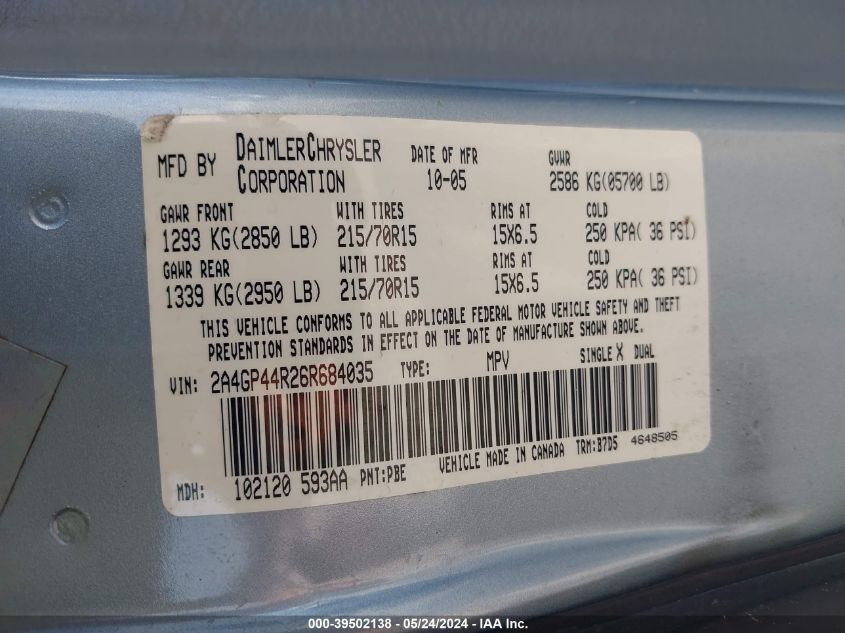 MFD BY DAIMLERCHRYSLER CORPORATION DATE OF MFR 10-05 GVWR 2586 KG(05700 LB)
GAWR FRONT WITH TIRES RIMS AT COLD
1293 KG(2850 LB) 215/70R15 15X6.5 250 KPA( 36 PSI)
GAWR REAR WITH TIRES RIMS AT COLD
1339 KG(2950 LB) 215/70R15 15X6.5 250 KPA( 36 PSI)
THIS VEHICLE CONFORMS TO ALL APPLICABLE FEDERAL MOTOR VEHICLE SAFETY AND THEFT
PREVENTION STANDARDS IN EFFECT ON THE DATE OF MANUFACTURE SHOWN ABOVE.
VIN: 2A4GP44R26R684035 TYPE: MPV SINGLE X DUAL
MDH: 102120 593AA PNT:PBE VEHICLE MADE IN CANADA TRM:B7D5 4648505
000-39502138 - 05/24/2024 - IAA Inc.